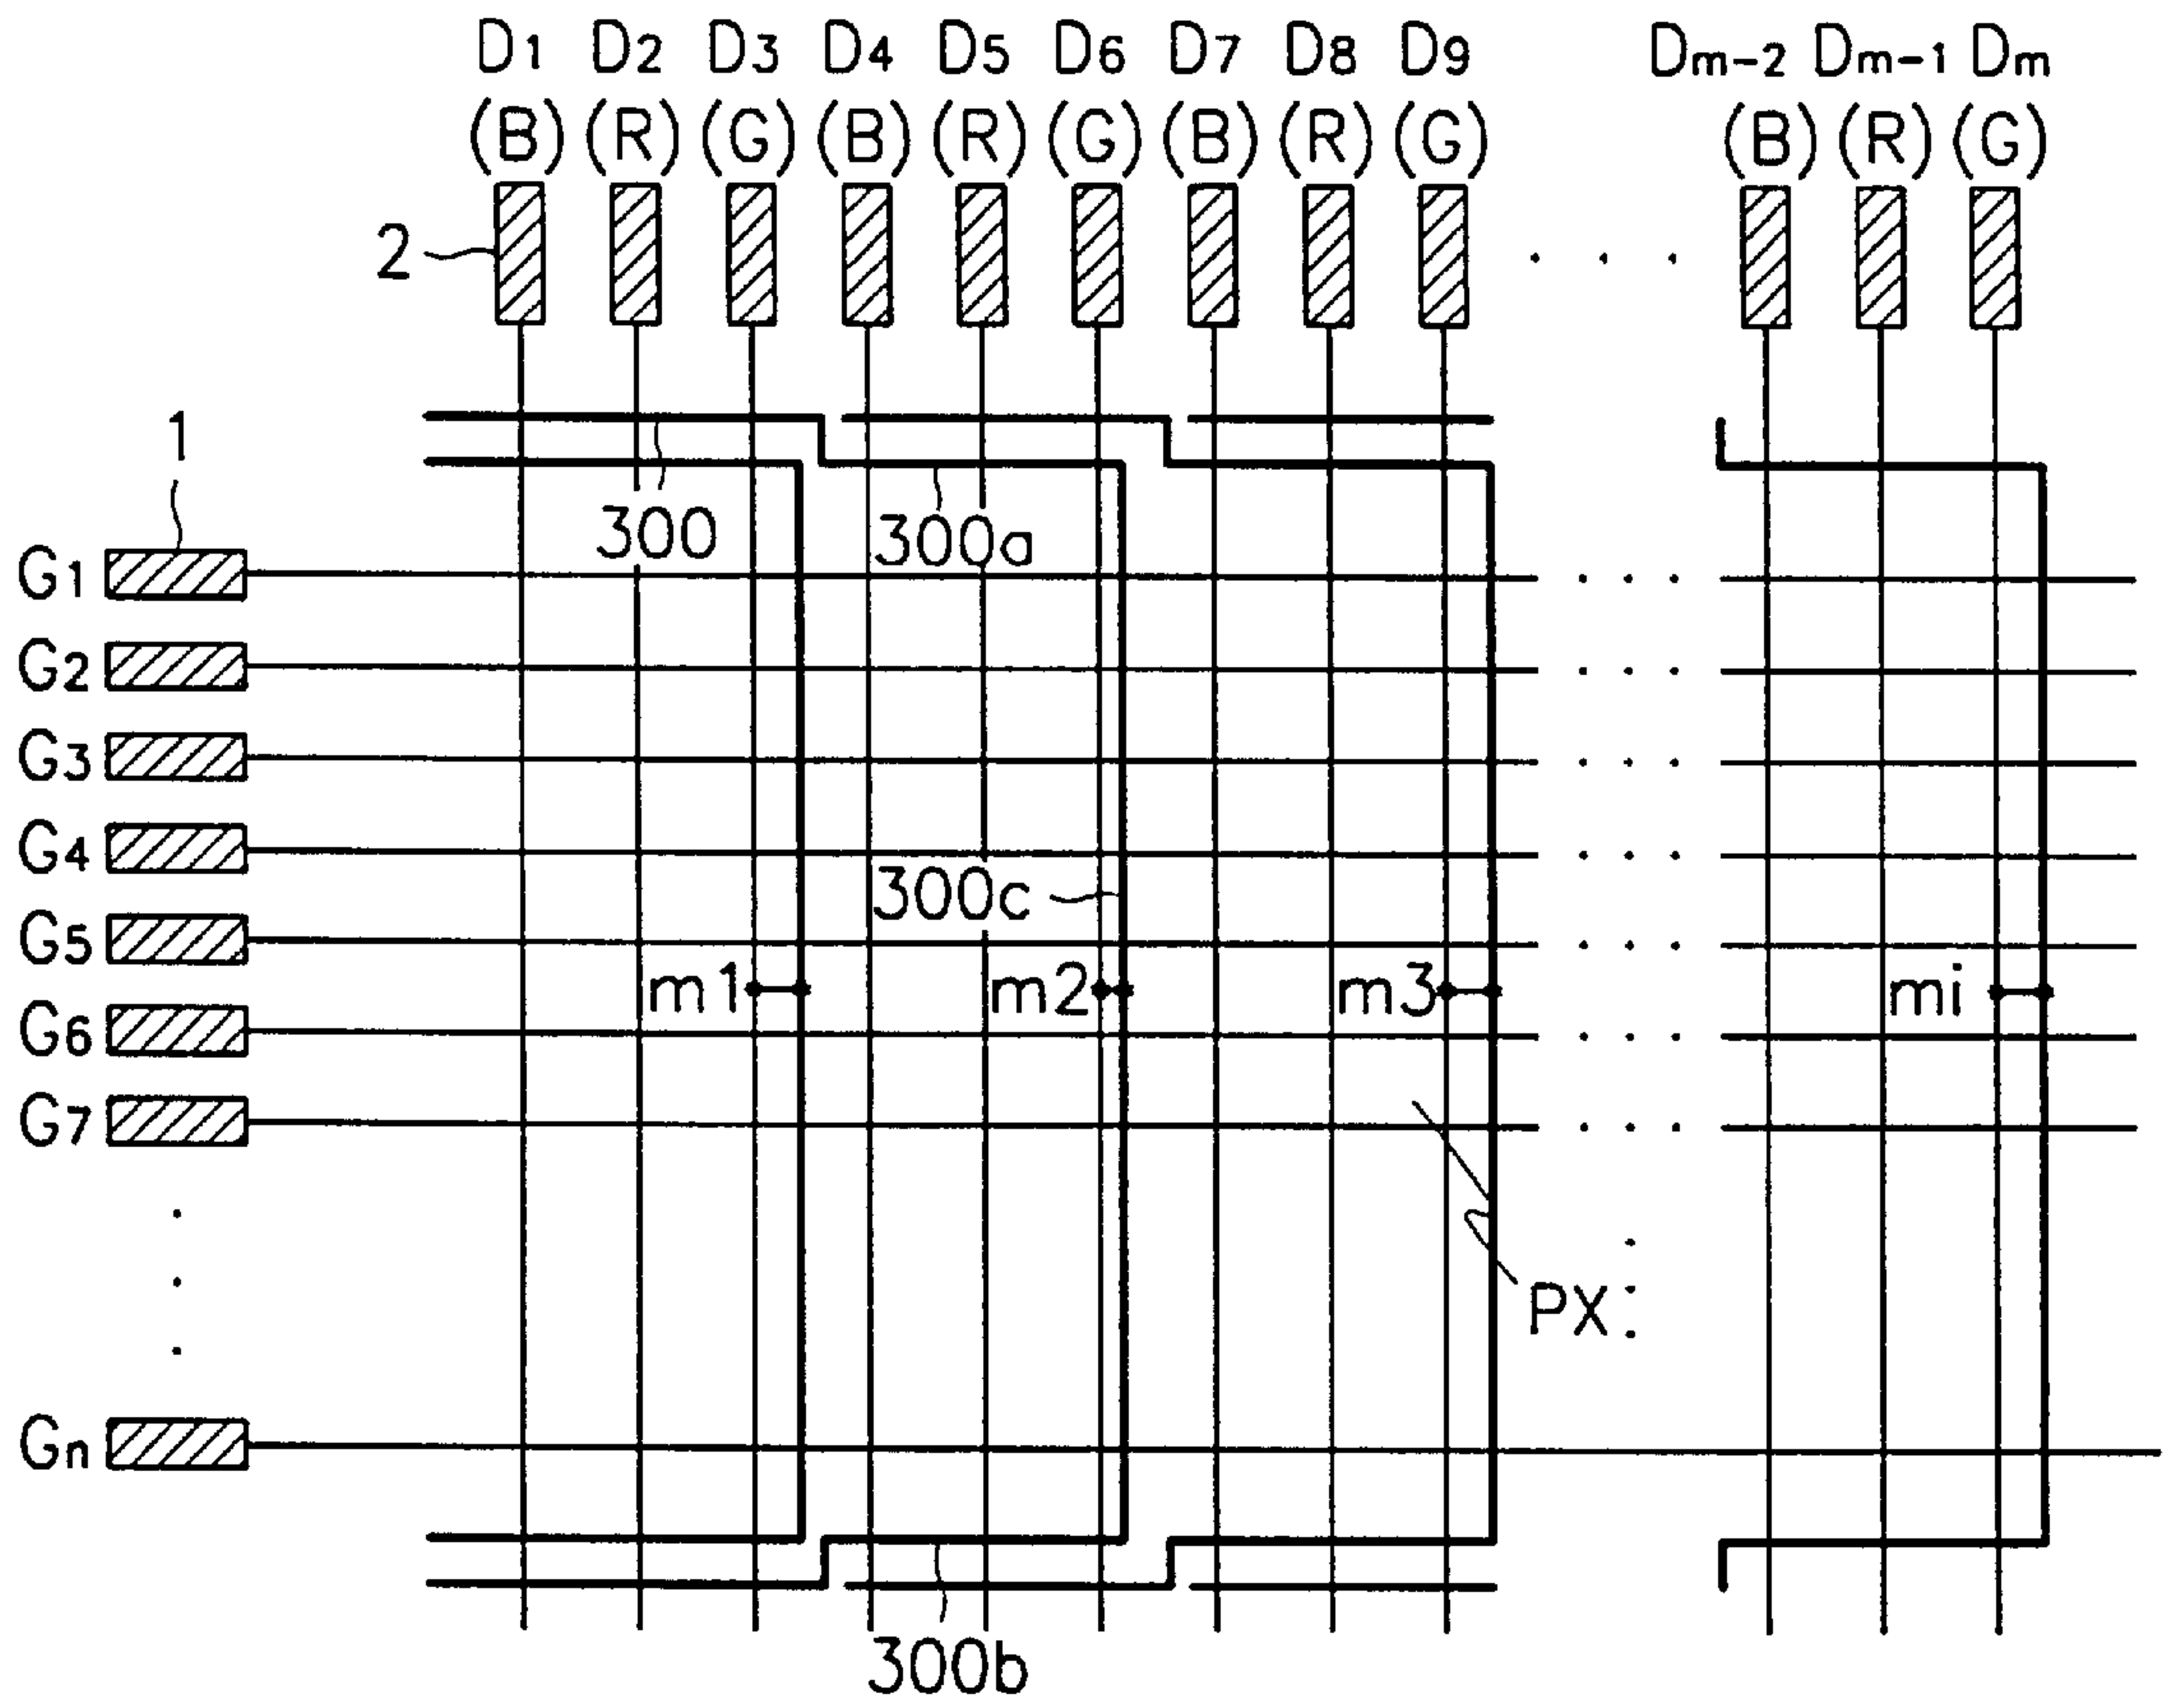 D1 D2 D3 D4 D5 D6 D7 D8 D9 Dm-2 Dm-1 Dm
(B) (R) (G) (B) (R) (G) (B) (R) (G) (B) (R) (G)
2
1
300 300a
G1
G2
G3
G4
300c
G5
m1 m2 m3 mi
G6
G7
PX
Gn
300b